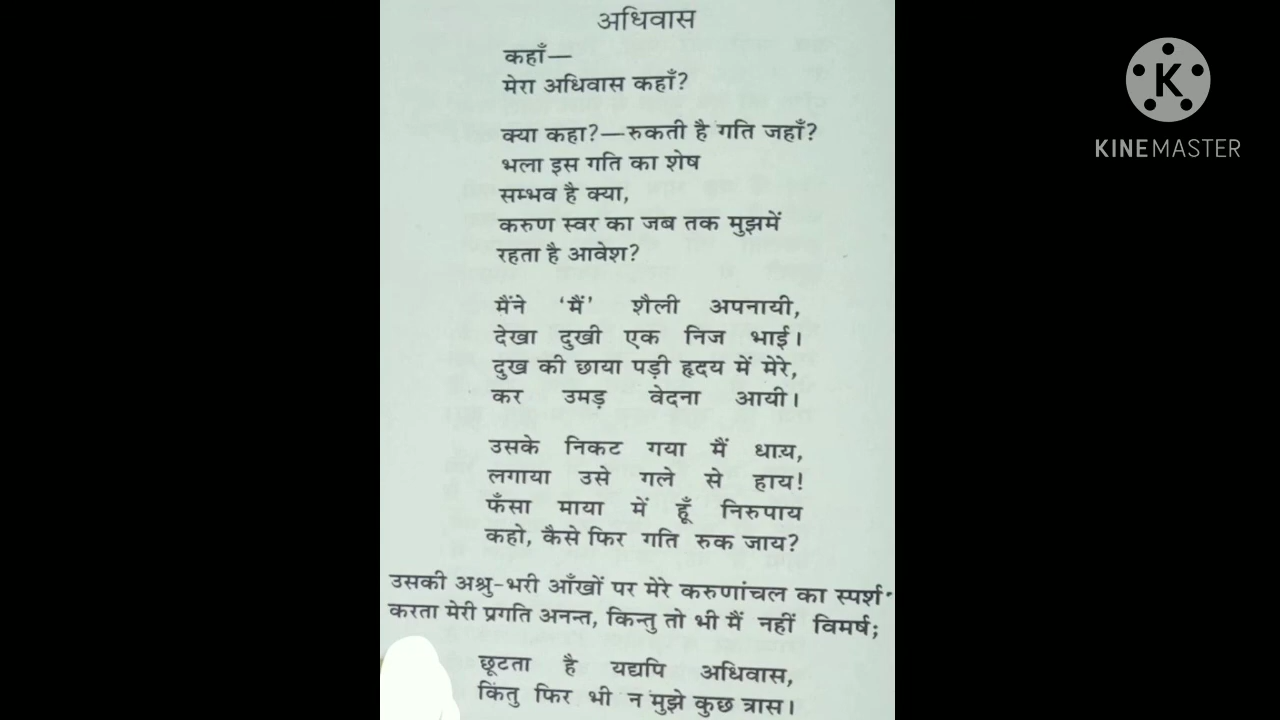 अधिवास
कहाँ—
मेरा अधिवास कहाँ?
क्या कहा?—रुकती है गति जहाँ?
भला इस गति का शेष
सम्भव है क्या,
करुण स्वर का जब तक मुझमें
रहता है आवेश?
मैंने 'मैं' शैली अपनायी,
देखा दुखी एक निज भाई।
दुख की छाया पड़ी हृदय में मेरे,
कर उमड़ वेदना आयी।
उसके निकट गया मैं धाय़,
लगाया उसे गले से हाय!
फँसा माया में हूँ निरुपाय
कहो, कैसे फिर गति रुक जाय?
उसकी अश्रु-भरी आँखों पर मेरे करुणांचल का स्पर्श
करता मेरी प्रगति अनन्त, किन्तु तो भी मैं नहीं विमर्ष;
छूटता है यद्यपि अधिवास,
किंतु फिर भी न मुझे कुछ त्रास।
K
KINEMASTER